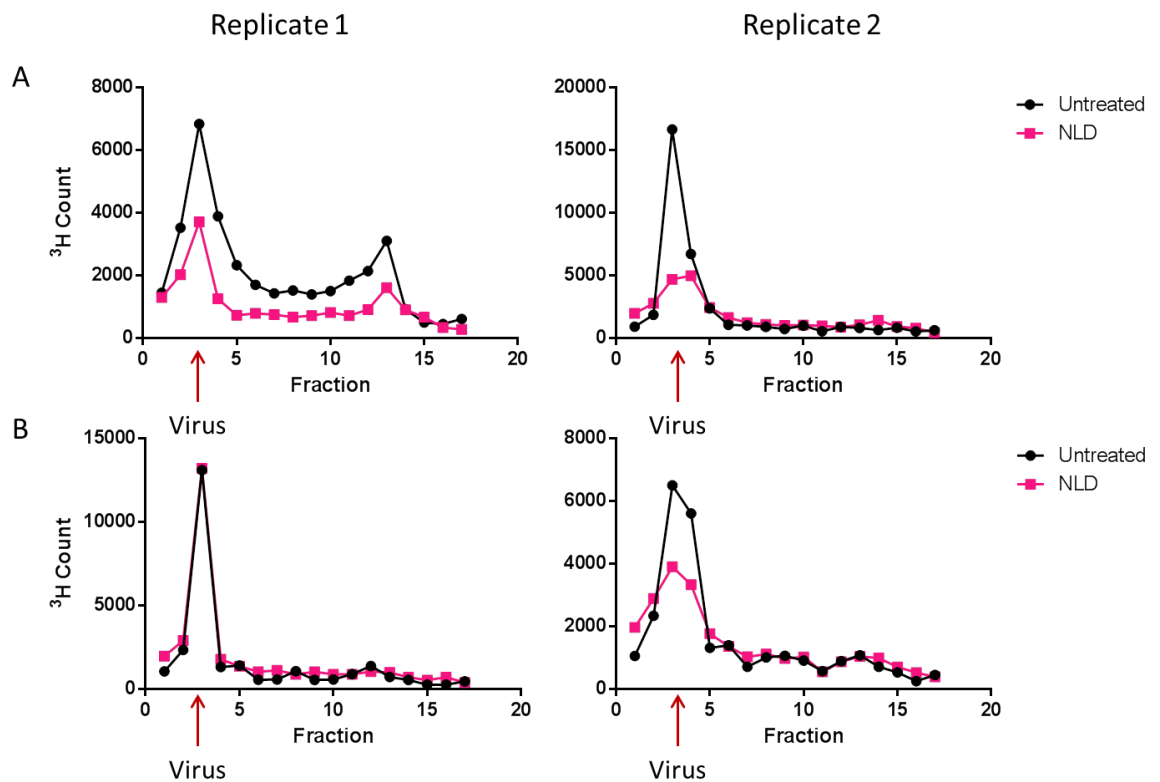 Replicate 1
Replicate 2
A
8000
6000
4000
2000
0
³H Count
0 5 10 15 20
Fraction
Virus
20000
15000
10000
5000
0
0 5 10 15 20
Fraction
Virus
Untreated
NLD
B
15000
10000
5000
0
³H Count
0 5 10 15 20
Fraction
Virus
8000
6000
4000
2000
0
0 5 10 15 20
Fraction
Virus
Untreated
NLD